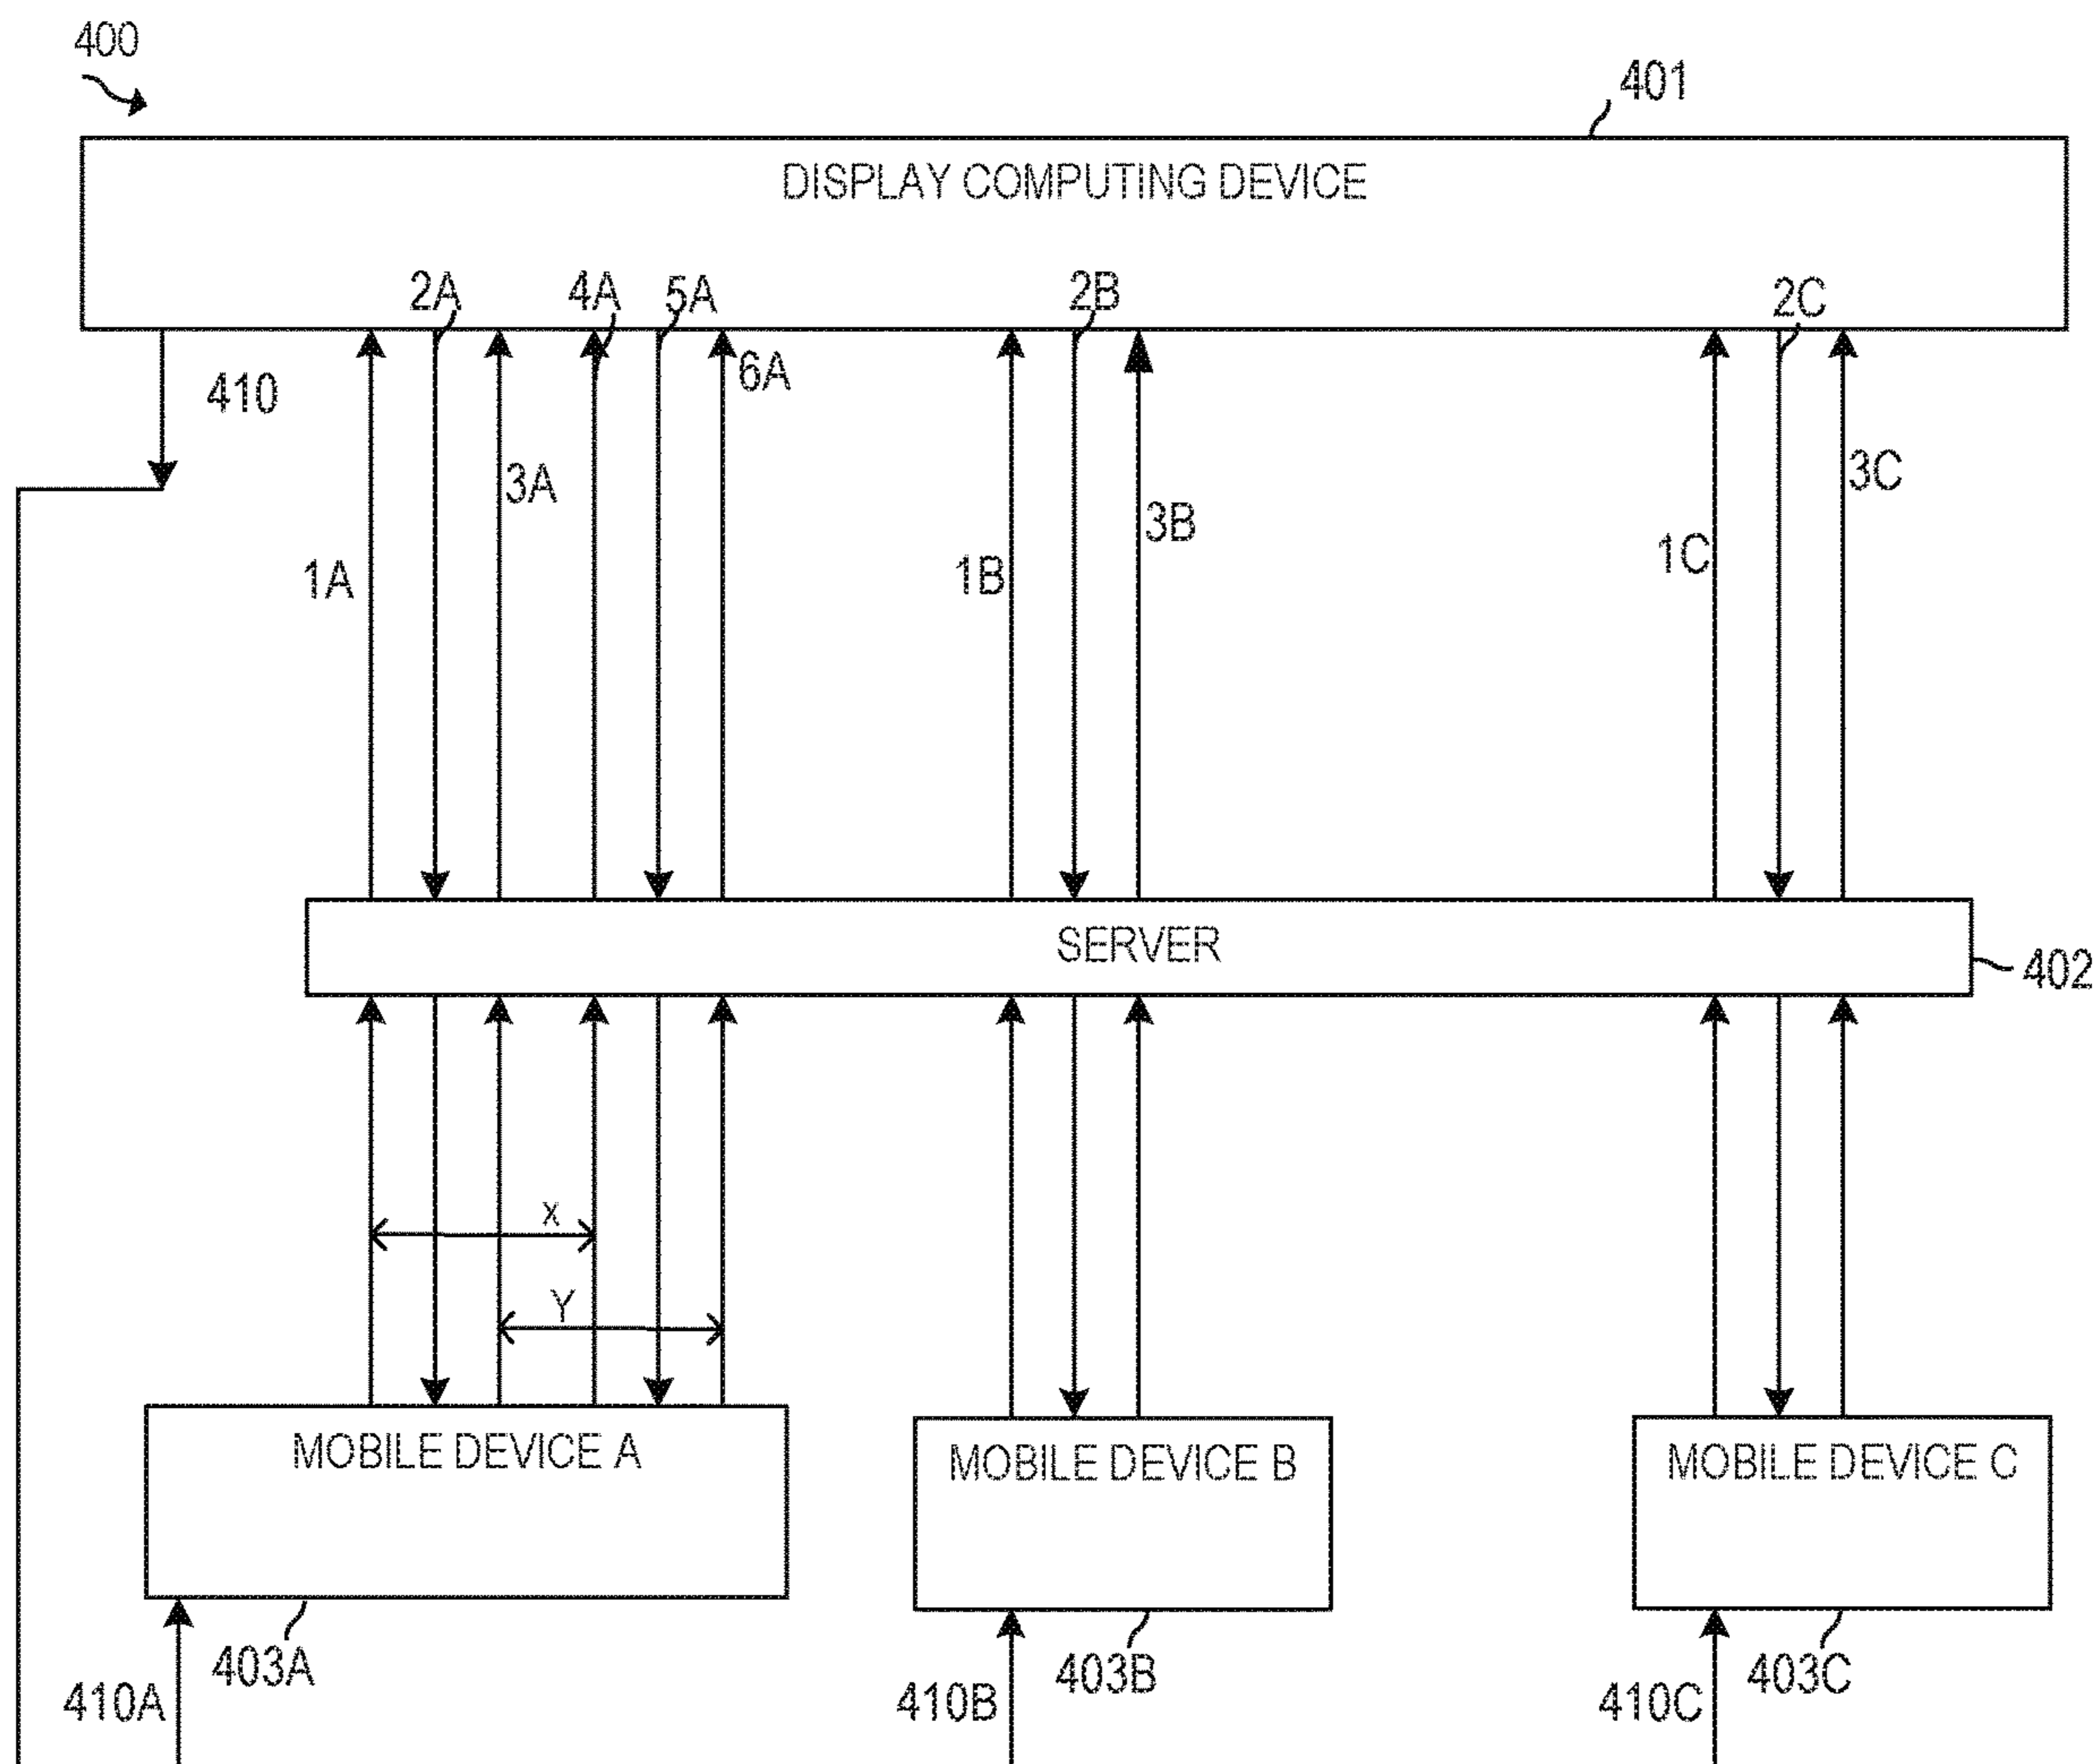 400
401
DISPLAY COMPUTING DEVICE
2A
4A
5A
2B
2C
6A
410
3A
3B
3C
1A
1B
1C
SERVER
402
x
Y
MOBILE DEVICE A
MOBILE DEVICE B
MOBILE DEVICE C
403A
403B
403C
410A
410B
410C